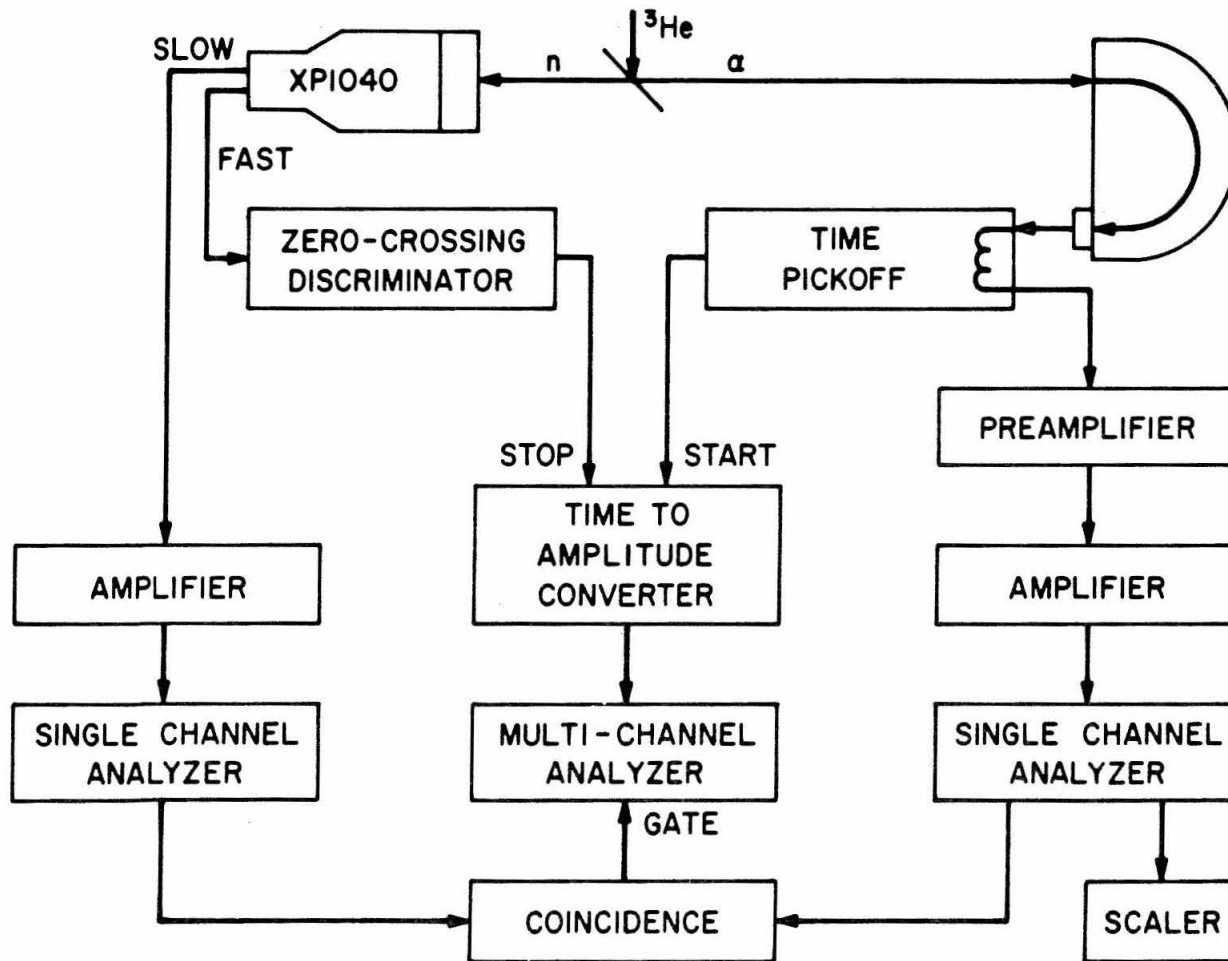 ³He
SLOW
XP1040
n
α
FAST
ZERO-CROSSING
DISCRIMINATOR
TIME
PICKOFF
PREAMPLIFIER
STOP
START
TIME TO
AMPLITUDE
CONVERTER
AMPLIFIER
AMPLIFIER
SINGLE CHANNEL
ANALYZER
MULTI-CHANNEL
ANALYZER
SINGLE CHANNEL
ANALYZER
GATE
COINCIDENCE
SCALER